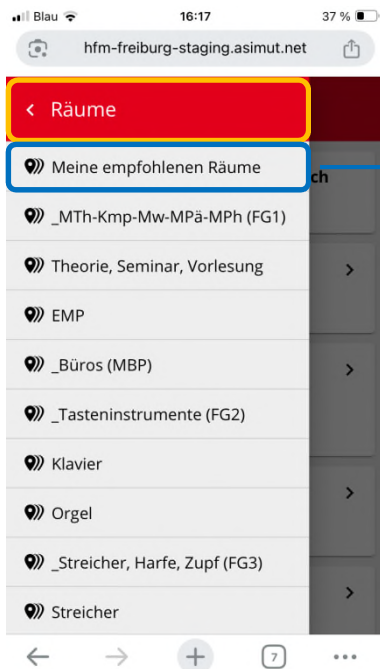 Blau 16:17 37 %
hfm-freiburg-staging.asimut.net
Räume
Meine empfohlenen Räume
ch
_MTh-Kmp-Mw-MPä-MPh (FG1)
Theorie, Seminar, Vorlesung
EMP
_Büros (MBP)
_Tasteninstrumente (FG2)
Klavier
Orgel
_Streicher, Harfe, Zupf (FG3)
Streicher
7